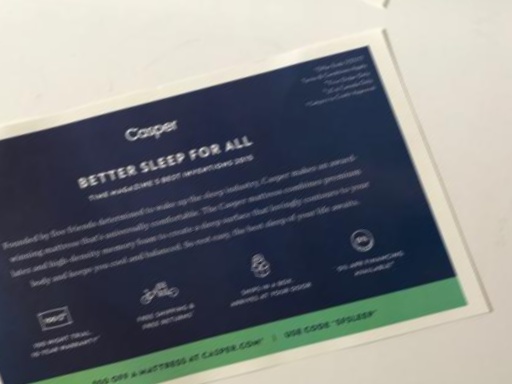 Casper
BETTER SLEEP FOR ALL
TIME MAGAZINE'S BEST INVENTIONS 2015
Founded by five friends determined to wake up the sleep industry, Casper makes an award-
winning mattress that's universally comfortable. The Casper mattress combines premium
latex and high-density memory foam to create a sleep surface that lovingly contours to your
body and keeps you cool and balanced. So rest easy, the best sleep of your life awaits.
100 NIGHT TRIAL,
10 YEAR WARRANTY*
FREE SHIPPING &
FREE RETURNS*
SHIPS IN A BOX
ARRIVES AT YOUR DOOR
0% APR FINANCING
AVAILABLE*
OFF A MATTRESS AT CASPER.COM* | USE CODE "SFSLEEP"